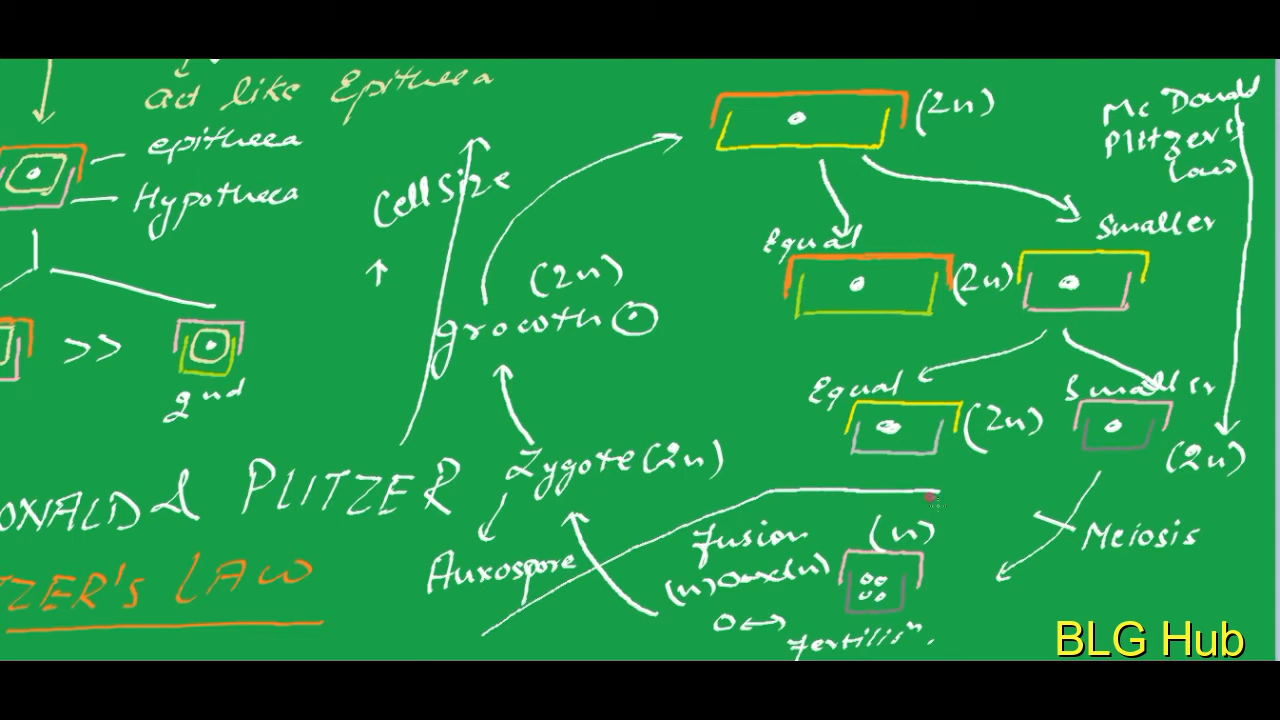 act like Epitheca
epitheca
Hypotheca
>>
2nd
ONALD & PLITZER
TZER'S LAW
Cell Size
↑
(2n)
growth
Zygote (2n)
Auxospore
(2n)
Mc Donald
Plitzer's
Law
Equal
Smaller
(2n)
Equal
Smaller
(2n)
(2n)
Meiosis
fusion
(n)
(n) (n)
fertilisn.
BLG Hub